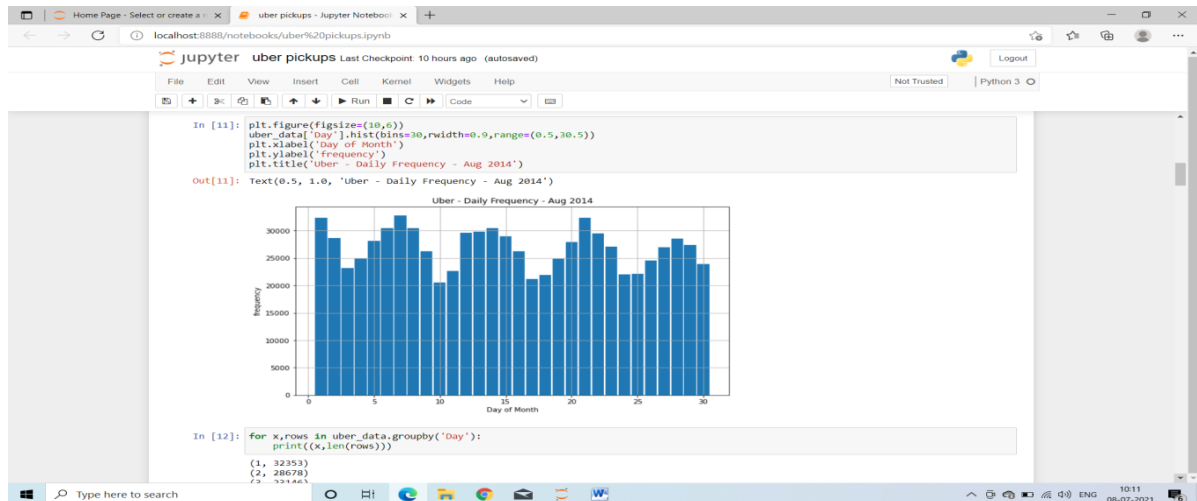 Home Page - Select or create a n
uber pickups - Jupyter Notebook
localhost:8888/notebooks/uber%20pickups.ipynb
jupyter uber pickups Last Checkpoint: 10 hours ago (autosaved)
Logout
File Edit View Insert Cell Kernel Widgets Help
Not Trusted
Python 3
Run
Code
In [11]: plt.figure(figsize=(10,6))
uber_data['Day'].hist(bins=30,rwidth=0.9,range=(0.5,30.5))
plt.xlabel('Day of Month')
plt.ylabel('frequency')
plt.title('Uber - Daily Frequency - Aug 2014')
Out[11]: Text(0.5, 1.0, 'Uber - Daily Frequency - Aug 2014')
Uber - Daily Frequency - Aug 2014
30000
25000
20000
15000
10000
5000
0
frequency
0 5 10 15 20 25 30
Day of Month
In [12]: for x,rows in uber_data.groupby('Day'):
print((x,len(rows)))
(1, 32353)
(2, 28678)
(3, 23146)
Type here to search
W
ENG
10:11
08-07-2021
6